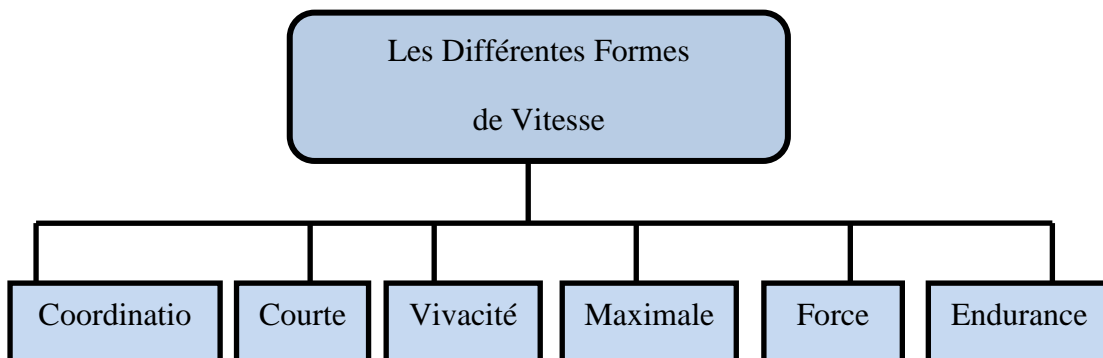 Les Différentes Formes
de Vitesse
Coordinatio
Courte
Vivacité
Maximale
Force
Endurance